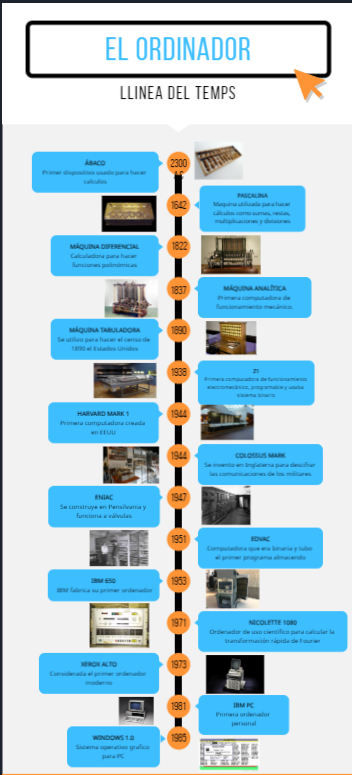 EL ORDINADOR
LLINEA DEL TEMPS
ÁBACO
Primer dispositivo usado para hacer
calculos
2300
A.C
1642
PASCALINA
Maquina utilizada para hacer
cálculos como sumas, restas,
multiplicaciones y divisiones
MÁQUINA DIFERENCIAL
Calculadora para hacer
funciones polinómicas
1822
1837
MÁQUINA ANALÍTICA
Primera computadora de
funcionamiento mecánico.
MÁQUINA TABULADORA
Se utilizo para hacer el censo de
1890 el Estados Unidos
1890
1938
Z1
Primera computadora de funcionamiento
electromecánico, programable y usaba
sistema binario
HARVARD MARK 1
Primera computadora creada
en EEUU
1944
1944
COLOSSUS MARK
Se invento en Inglaterra para descifrar
las comunicaciones de los militares
ENIAC
Se construye en Pensilvania y
funciona a válvulas
1947
1951
EDVAC
Computadora que era binaria y tubo
el primer programa almacendo
IBM 650
IBM fabrica su primer ordenador
1953
1971
NICOLETTE 1080
Ordenador de uso científico para calcular la
transformación rápida de Fourier
XEROX ALTO
Considerada el primer ordenador
moderno
1973
1981
IBM PC
Primera ordenador
personal
WINDOWS 1.0
Sistema operativo grafico
para PC
1985